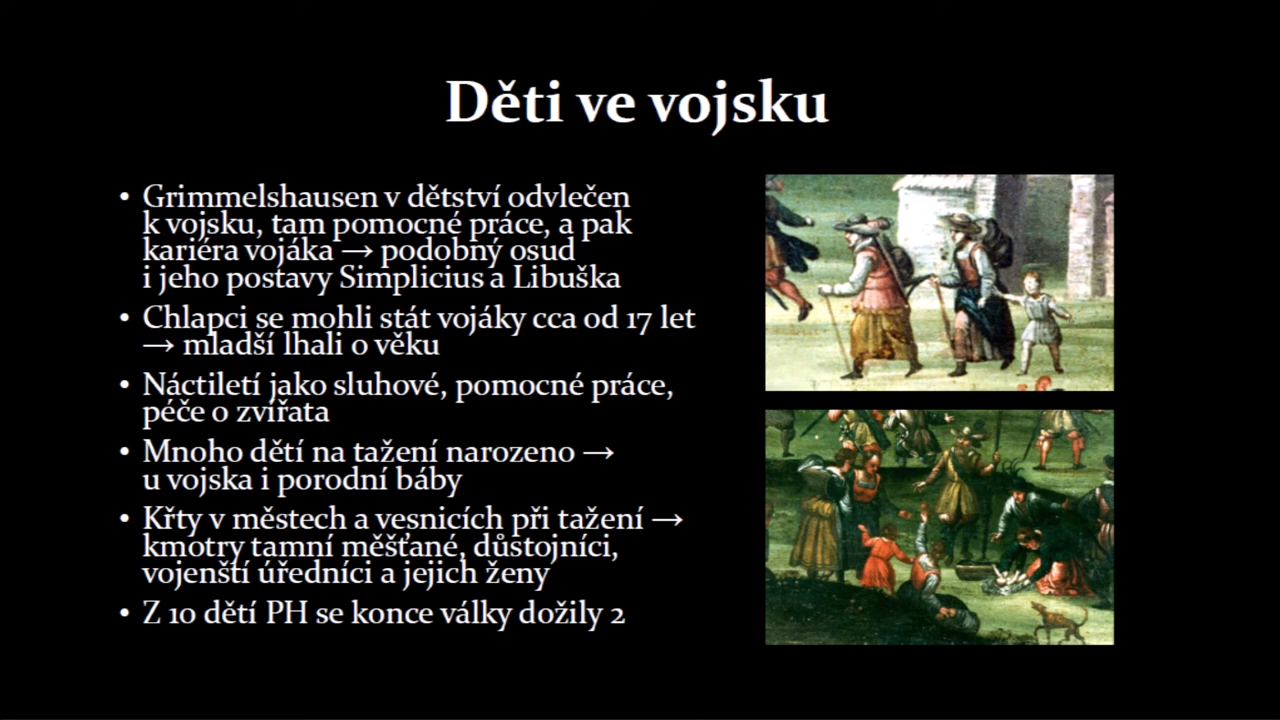 Děti ve vojsku
• Grimmelshausen v dětství odvlečen
k vojsku, tam pomocné práce, a pak
kariéra vojáka → podobný osud
i jeho postavy Simplicius a Libuška
• Chlapci se mohli stát vojáky cca od 17 let
→ mladší lhali o věku
• Náctiletí jako sluhové, pomocné práce,
péče o zvířata
• Mnoho dětí na tažení narozeno →
u vojska i porodní báby
• Křty v městech a vesnicích při tažení →
kmotry tamní měšťané, důstojníci,
vojenští úředníci a jejich ženy
• Z 10 dětí PH se konce války dožily 2